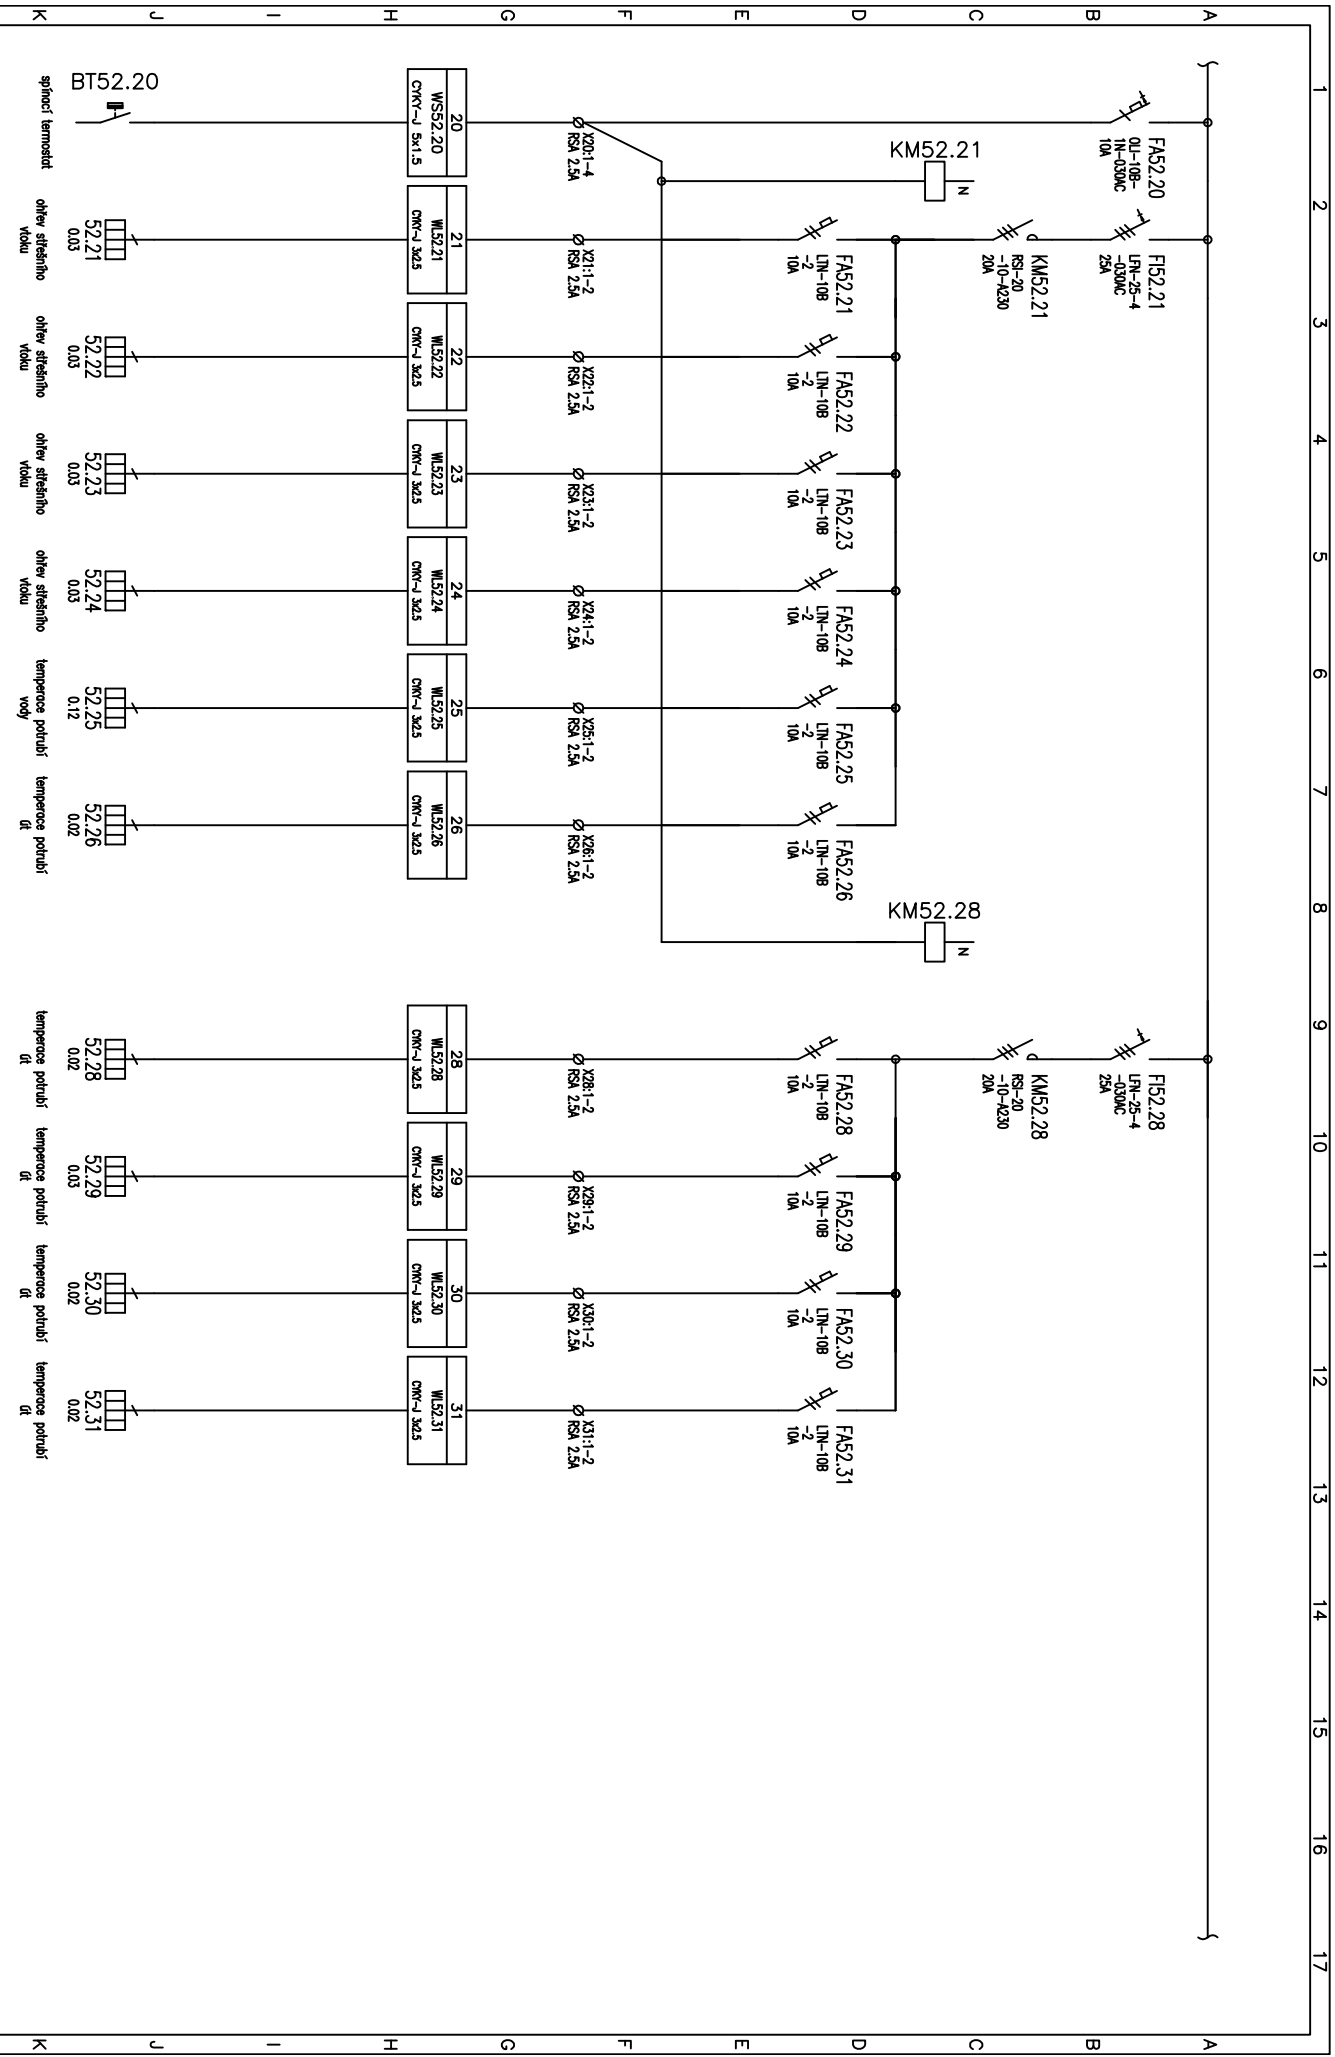 1
2
3
4
5
6
7
8
9
10
11
12
13
14
15
16
17
A
A
B
B
C
C
D
D
E
E
F
F
G
G
H
H
I
I
J
J
K
K
FA52.20
OLI-10B-
1N-030AC
10A
FI52.21
LFN-25-4
-030AC
25A
KM52.21
RSI-20
-10-A230
20A
KM52.21
N
FI52.28
LFN-25-4
-030AC
25A
KM52.28
RSI-20
-10-A230
20A
KM52.28
N
FA52.21
LTN-10B
-2
10A
FA52.22
LTN-10B
-2
10A
FA52.23
LTN-10B
-2
10A
FA52.24
LTN-10B
-2
10A
FA52.25
LTN-10B
-2
10A
FA52.26
LTN-10B
-2
10A
FA52.28
LTN-10B
-2
10A
FA52.29
LTN-10B
-2
10A
FA52.30
LTN-10B
-2
10A
FA52.31
LTN-10B
-2
10A
X20:1-4
RSA 2.5A
X21:1-2
RSA 2.5A
X22:1-2
RSA 2.5A
X23:1-2
RSA 2.5A
X24:1-2
RSA 2.5A
X25:1-2
RSA 2.5A
X26:1-2
RSA 2.5A
X28:1-2
RSA 2.5A
X29:1-2
RSA 2.5A
X30:1-2
RSA 2.5A
X31:1-2
RSA 2.5A
20
WS52.20
CYKY-J 5x1.5
21
WL52.21
CYKY-J 3x2.5
22
WL52.22
CYKY-J 3x2.5
23
WL52.23
CYKY-J 3x2.5
24
WL52.24
CYKY-J 3x2.5
25
WL52.25
CYKY-J 3x2.5
26
WL52.26
CYKY-J 3x2.5
28
WL52.28
CYKY-J 3x2.5
29
WL52.29
CYKY-J 3x2.5
30
WL52.30
CYKY-J 3x2.5
31
WL52.31
CYKY-J 3x2.5
BT52.20
spínací termostat
52.21
0.03
ohřev střešního
vtoku
52.22
0.03
ohřev střešního
vtoku
52.23
0.03
ohřev střešního
vtoku
52.24
0.03
ohřev střešního
vtoku
52.25
0.12
temperace potrubí
vody
52.26
0.02
temperace potrubí
út
52.28
0.02
temperace potrubí
út
52.29
0.03
temperace potrubí
út
52.30
0.02
temperace potrubí
út
52.31
0.02
temperace potrubí
út